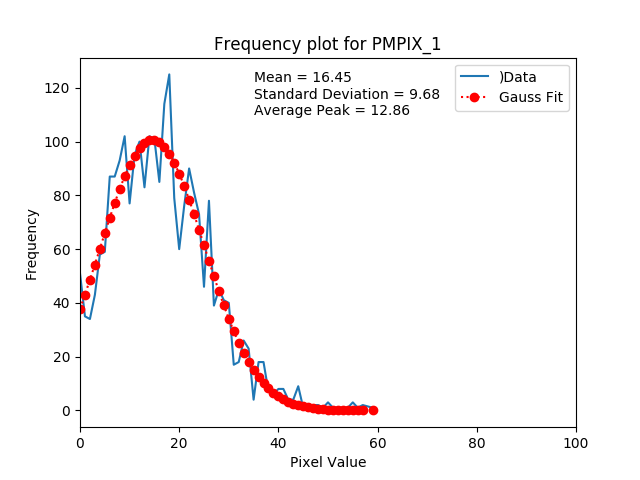 Frequency plot for PMPIX_1
Mean = 16.45
Standard Deviation = 9.68
Average Peak = 12.86
)Data
Gauss Fit
Frequency
120
100
80
60
40
20
0
0 20 40 60 80 100
Pixel Value